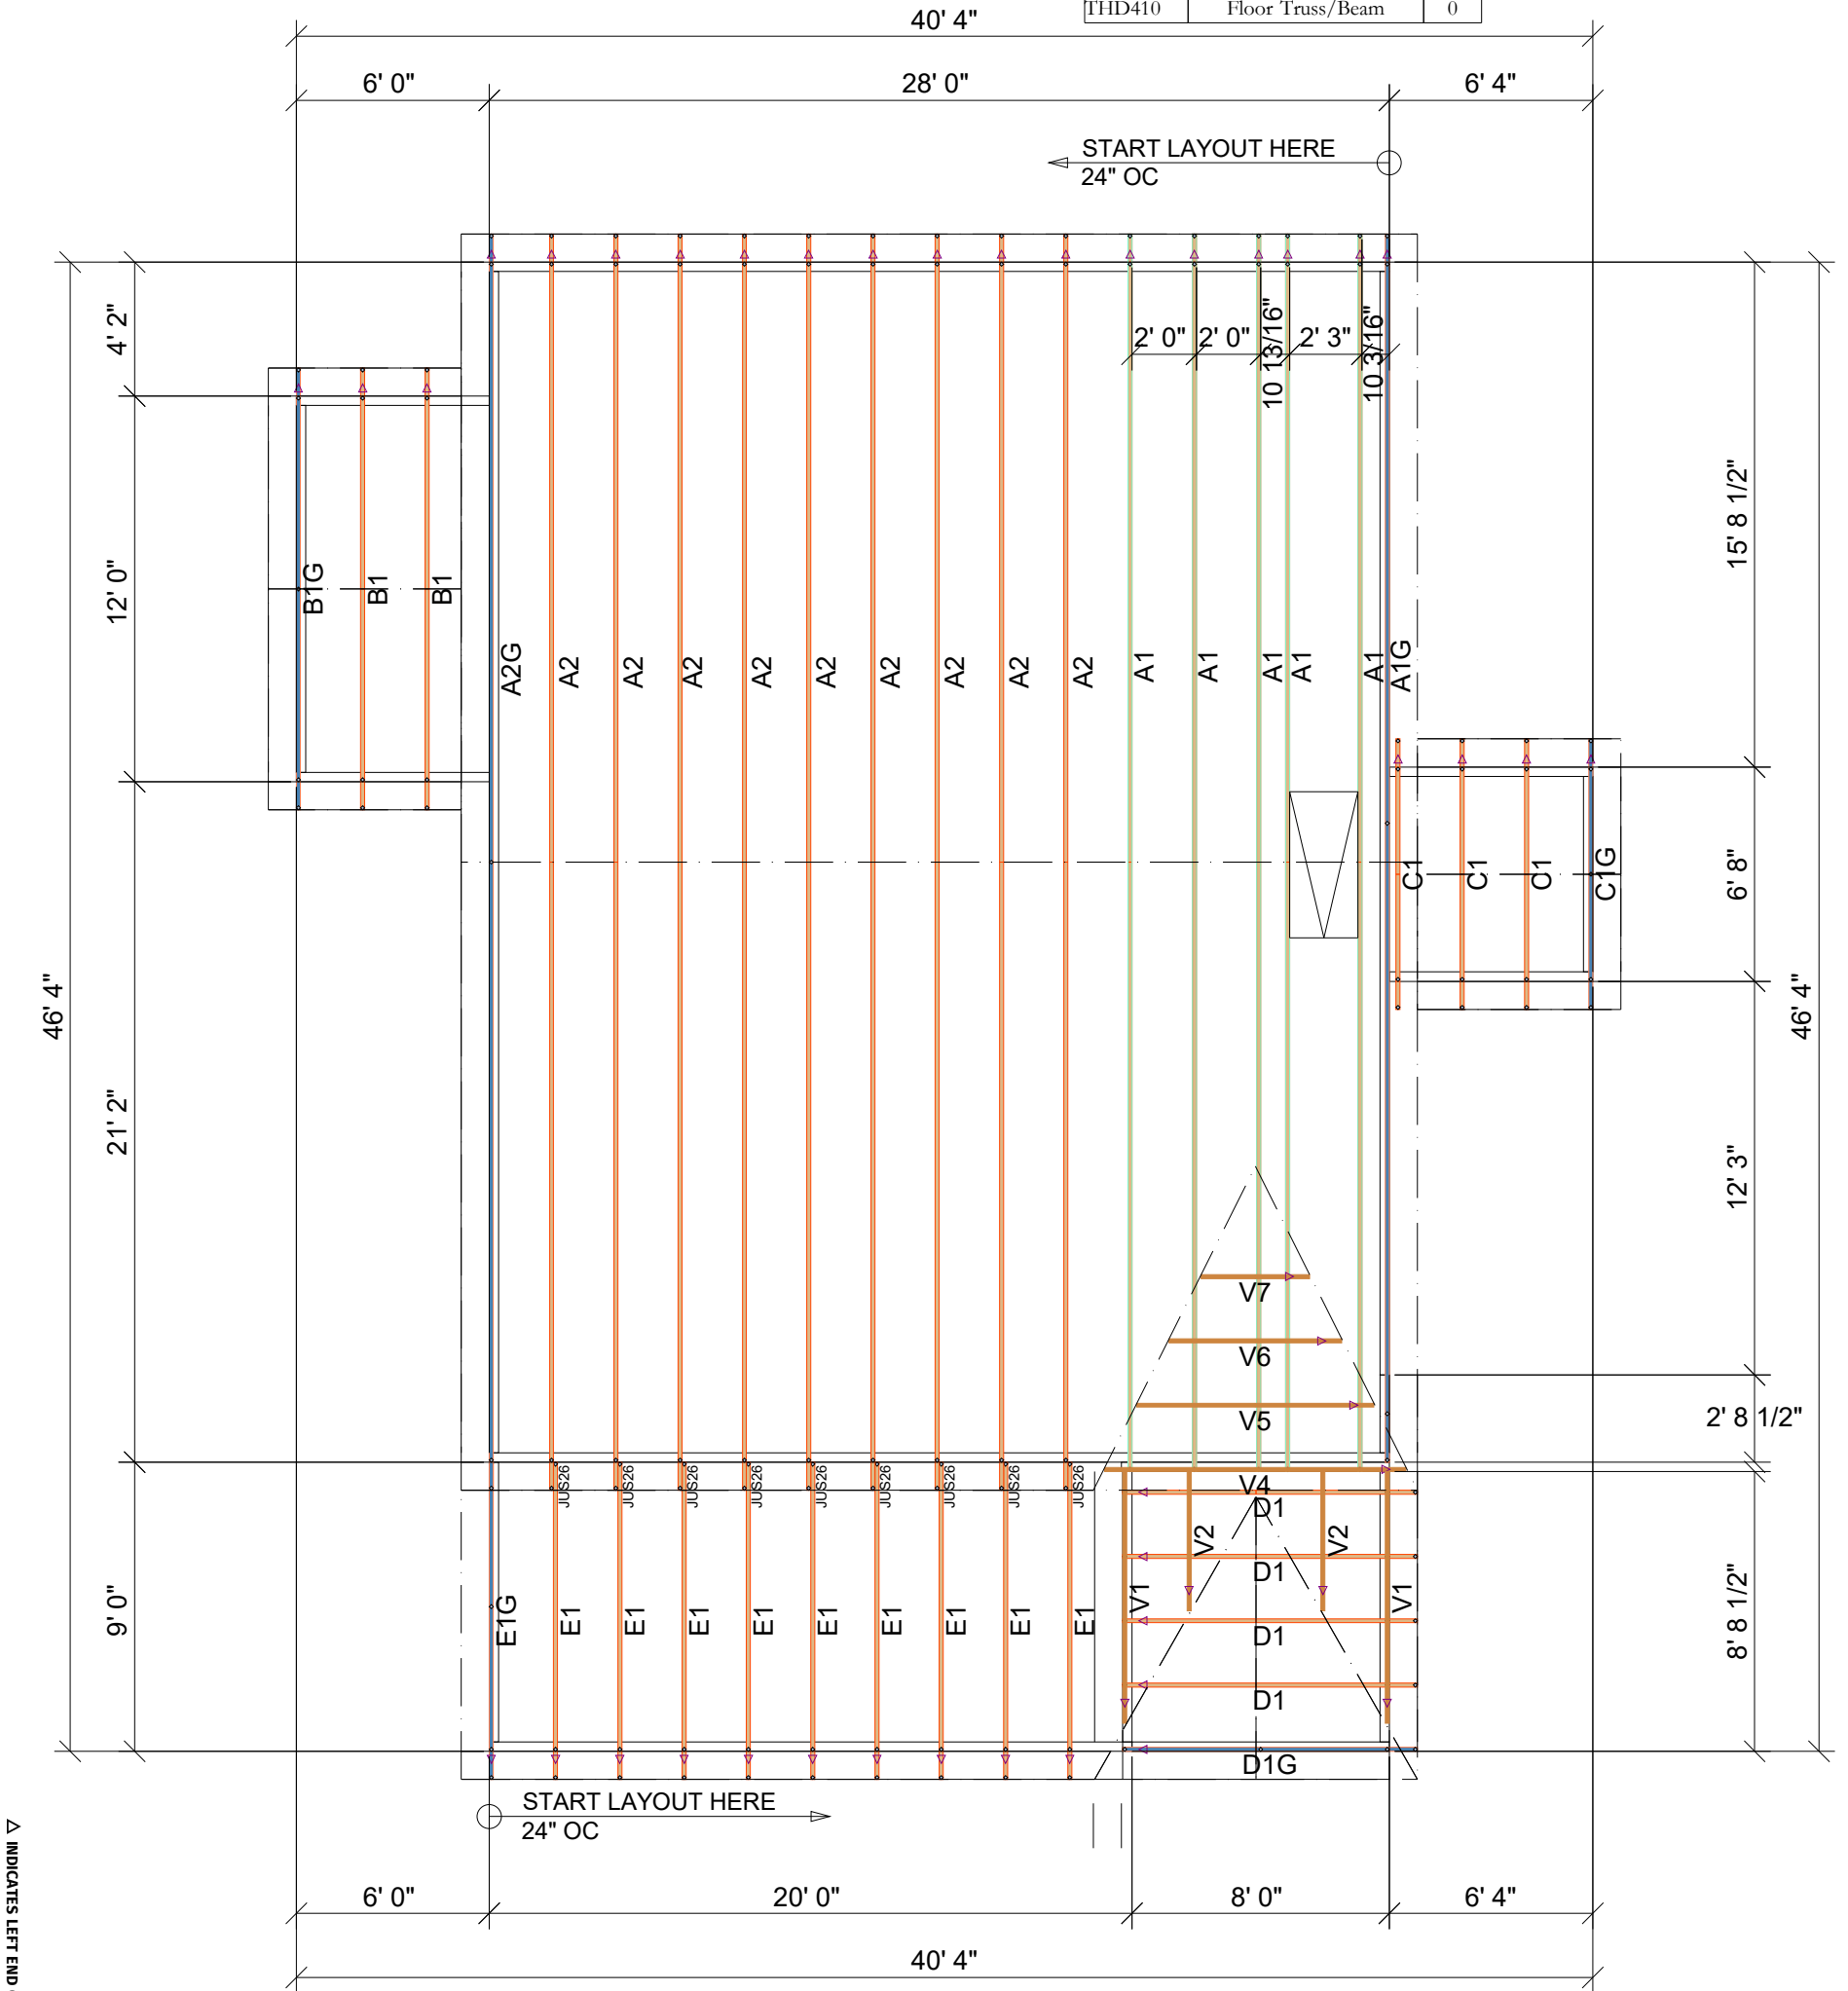 THD410 Floor Truss/Beam 0
40' 4"
6' 0" 28' 0" 6' 4"
START LAYOUT HERE
24" OC
4' 2"
12' 0"
21' 2"
9' 0"
46' 4"
2' 0" 2' 0" 10 13/16" 2' 3" 10 3/16"
15' 8 1/2"
6' 8"
12' 3"
2' 8 1/2"
8' 8 1/2"
46' 4"
B1G B1 B1
A2G A2 A2 A2 A2 A2 A2 A2 A2 A2 A1 A1 A1 A1 A1 A1G
C1 C1 C1 C1G
V7
V6
V5
V4
JUS26 JUS26 JUS26 JUS26 JUS26 JUS26 JUS26 JUS26 JUS26
D1
V2 V2
D1
V1 V1
E1G E1 E1 E1 E1 E1 E1 E1 E1 E1
D1
D1
D1G
START LAYOUT HERE
24" OC
6' 0" 20' 0" 8' 0" 6' 4"
40' 4"
△ INDICATES LEFT END